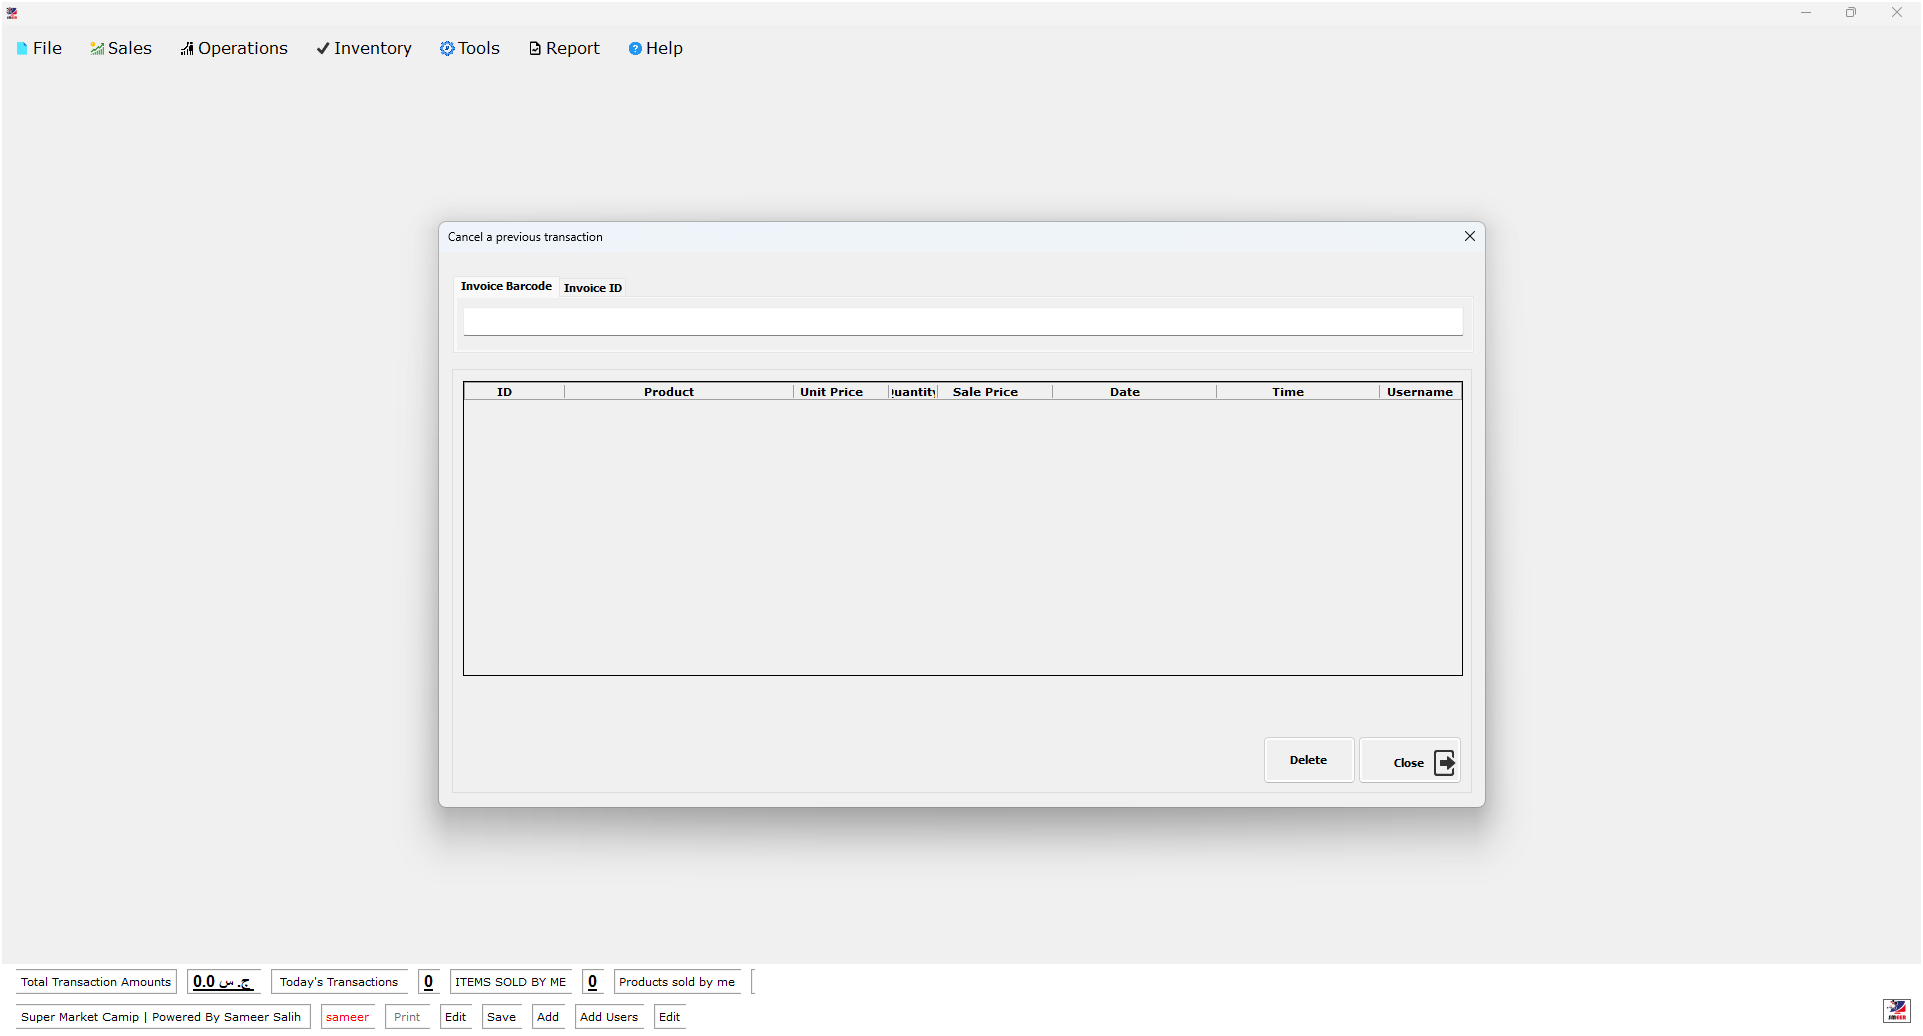 File Sales Operations Inventory Tools Report Help
Cancel a previous transaction
Invoice Barcode Invoice ID
ID Product Unit Price uantity Sale Price Date Time Username
Delete Close
Total Transaction Amounts ج. س 0.0 Today's Transactions 0 ITEMS SOLD BY ME 0 Products sold by me
Super Market Camip | Powered By Sameer Salih sameer Print Edit Save Add Add Users Edit